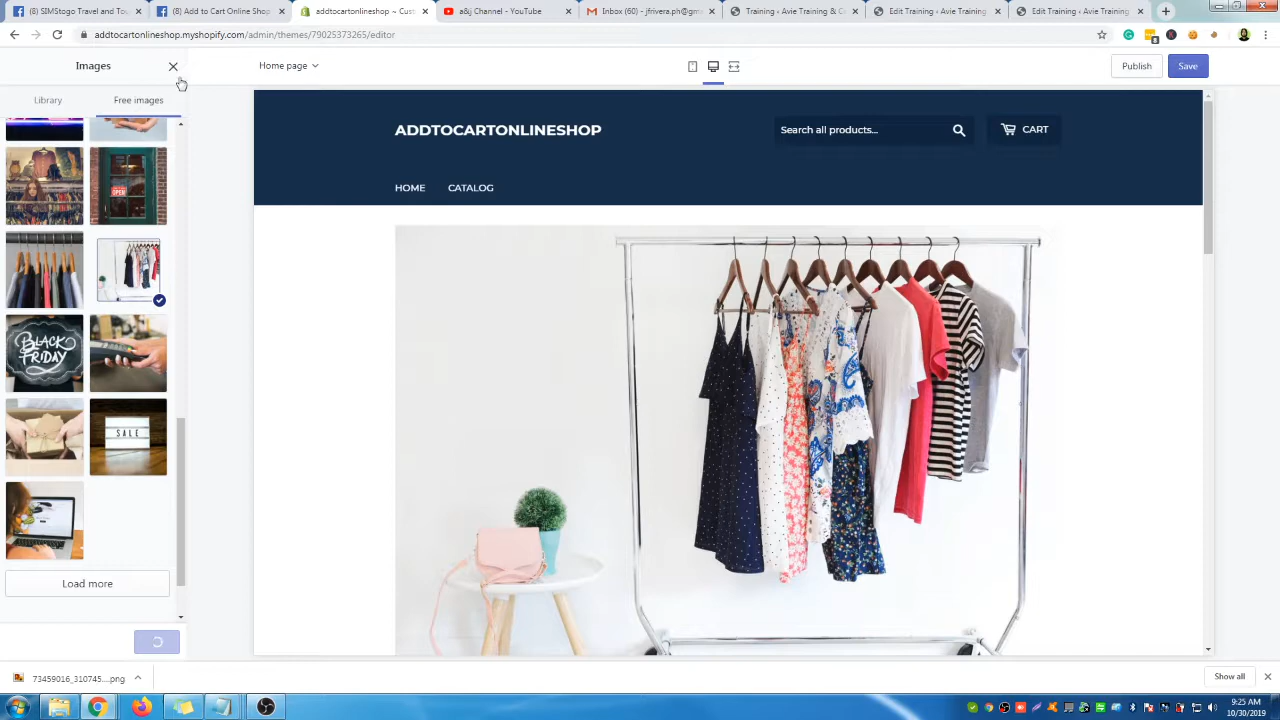 (8) SIMStogo Travel and Tou
(8) Add to Cart Online Shop
addtocartonlineshop ~ Cus
a&j Channel - YouTube
Inbox (60) - jfrivera.ph@gm
Training ‹ Avie Training & C
Edit Training ‹ Avie Training
Edit Training ‹ Avie Training
addtocartonlineshop.myshopify.com/admin/themes/79025373265/editor
Images
Home page
Publish
Save
Library
Free images
ADDTOCARTONLINESHOP
Search all products...
CART
HOME
CATALOG
OPEN
BLACK
FRIDAY
SALE
Load more
73459016_310745....png
Show all
9:25 AM
10/30/2019